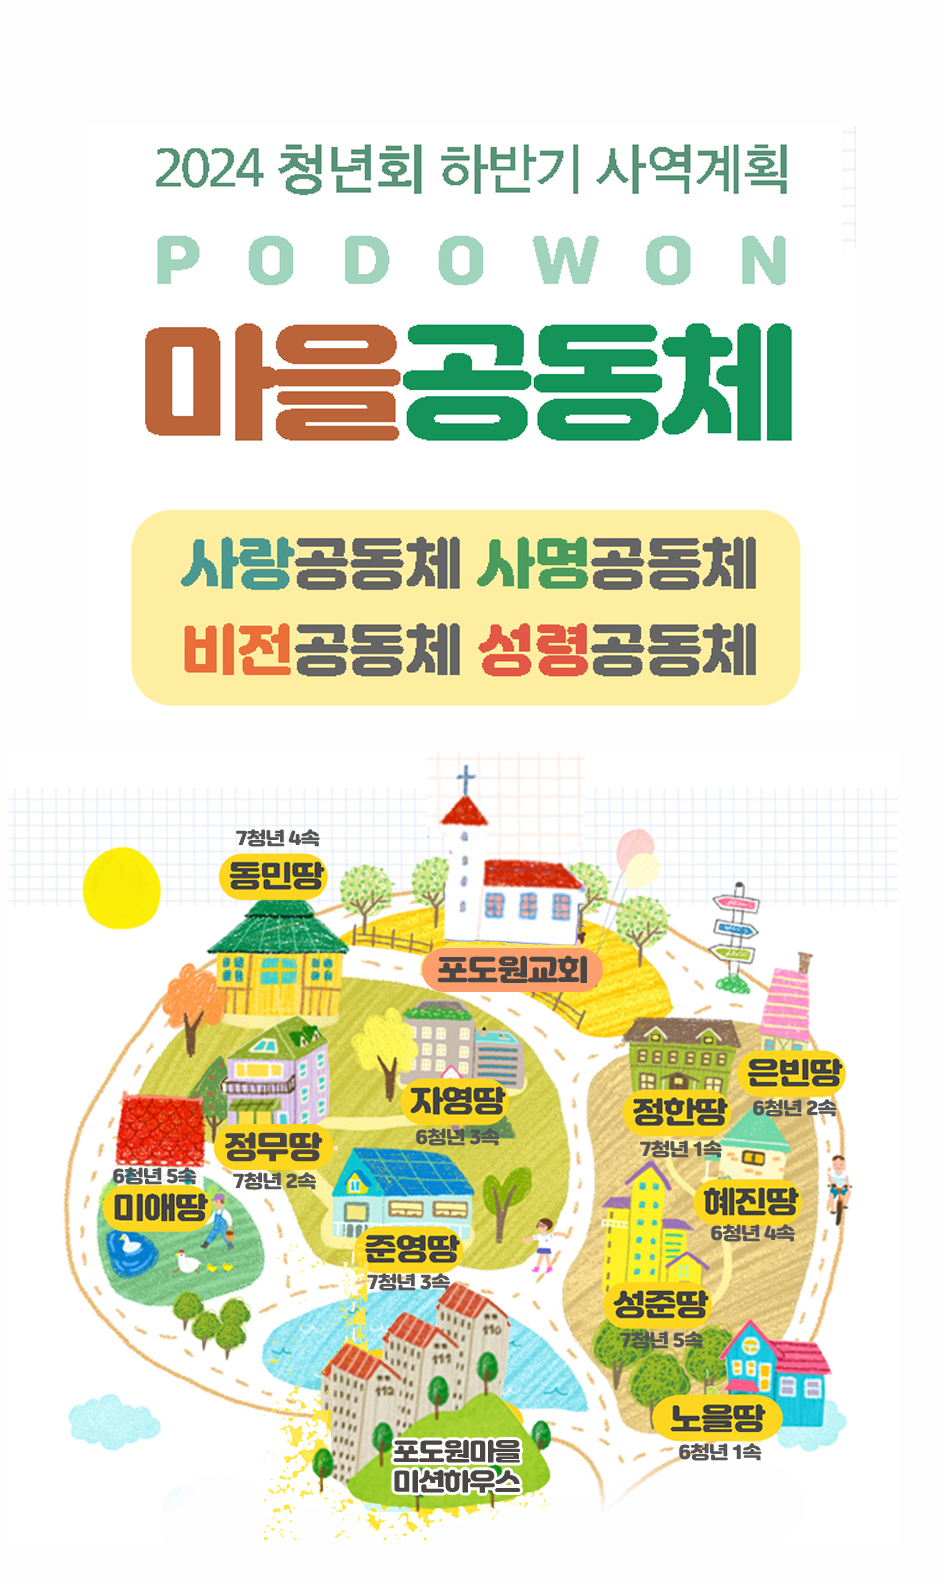 2024 청년회 하반기 사역계획
PODOWON
마을공동체
사랑공동체 사명공동체
비전공동체 성령공동체
7청년 4속
동민땅
포도원교회
은빈땅
6청년 2속
자영땅
6청년 3속
정한땅
7청년 1속
정무땅
7청년 2속
6청년 5속
미애땅
혜진땅
6청년 4속
준영땅
7청년 3속
성준땅
7청년 5속
110
111
112
노을땅
6청년 1속
포도원마을
미션하우스